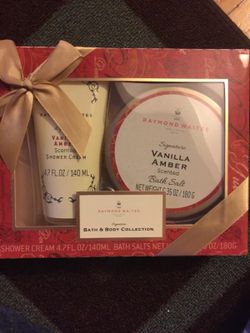 VANILLA
AMBER
Scented
SHOWER CREAM
4.7 FL.OZ / 140 ML
RAYMOND WAITES
Signature
VANILLA
AMBER
Scented
Bath Salt
NET WEIGHT 6.35 OZ / 180 G
RAYMOND WAITES
Signature
BATH & BODY COLLECTION
SHOWER CREAM 4.7FL.OZ/140ML BATH SALTS NET
180G